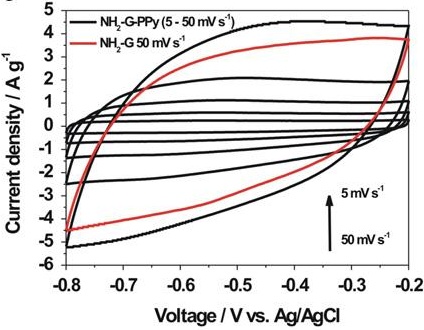 NH2-G-PPy (5 - 50 mV s-1)
NH2-G 50 mV s-1
Current density / A g-1
5
4
3
2
1
0
-1
-2
-3
-4
-5
-6
5 mV s-1
50 mV s-1
-0.8 -0.7 -0.6 -0.5 -0.4 -0.3 -0.2
Voltage / V vs. Ag/AgCl